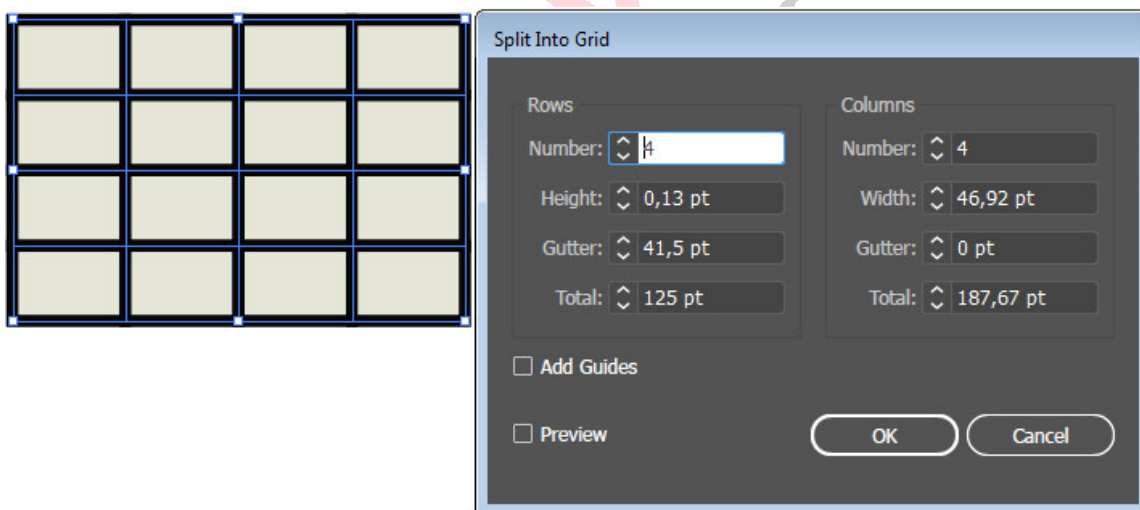 Split Into Grid
Rows
Number: 4
Height: 0,13 pt
Gutter: 41,5 pt
Total: 125 pt
Columns
Number: 4
Width: 46,92 pt
Gutter: 0 pt
Total: 187,67 pt
Add Guides
Preview
OK
Cancel